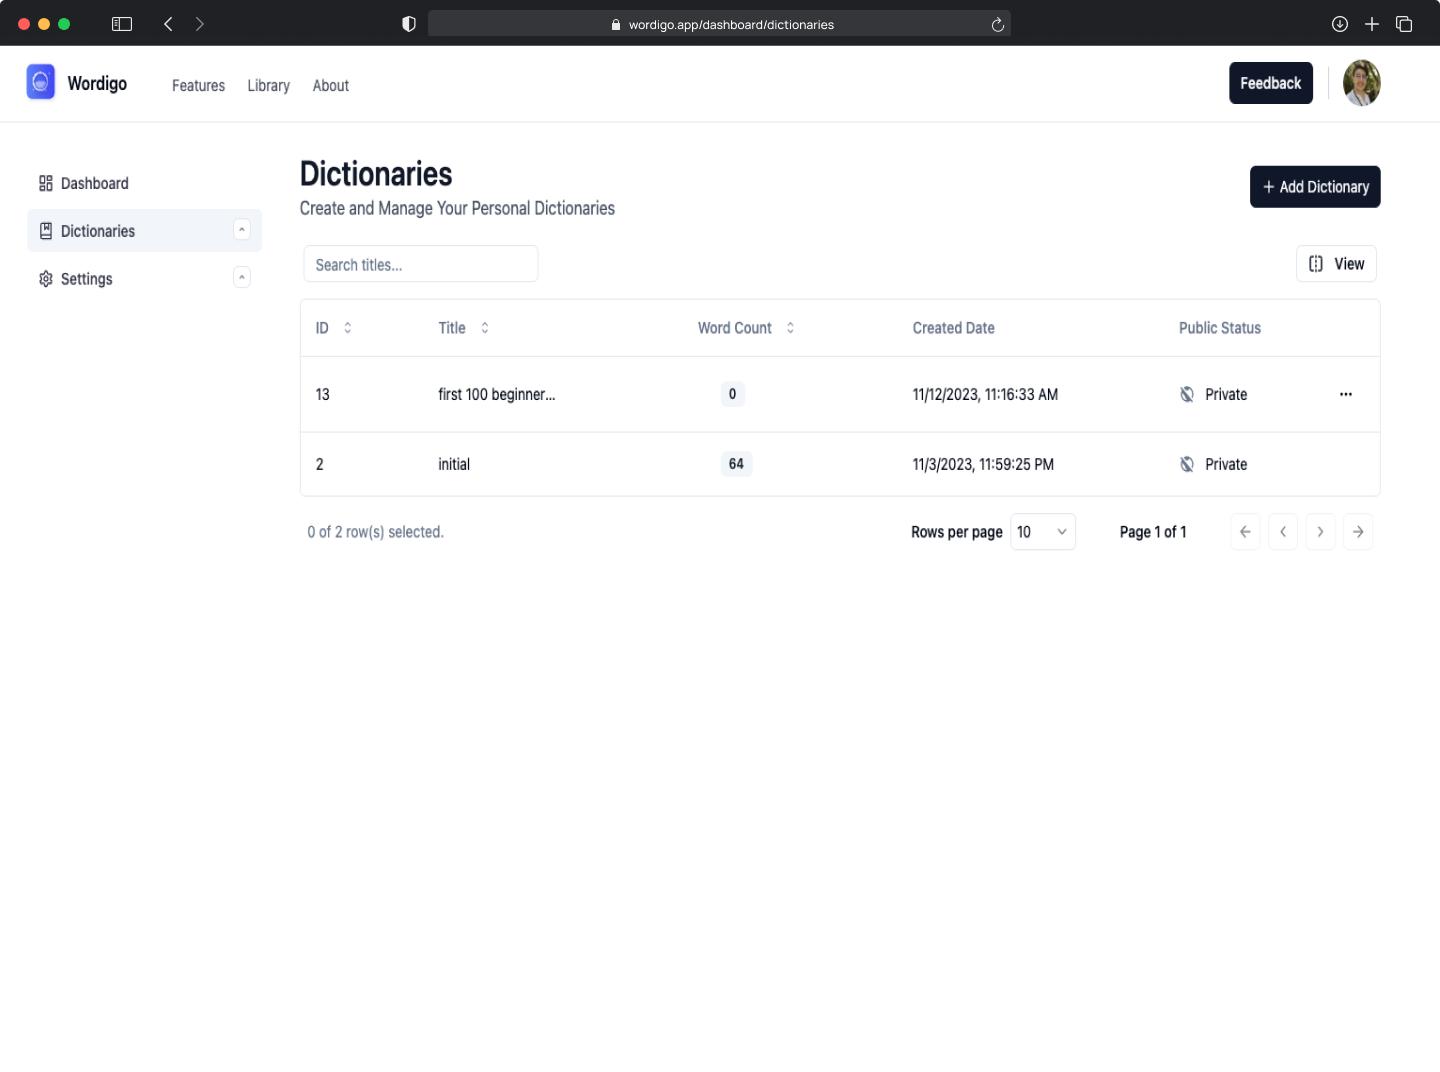 wordigo.app/dashboard/dictionaries
Wordigo Features Library About Feedback
Dashboard
Dictionaries
Settings
Dictionaries
Create and Manage Your Personal Dictionaries
+ Add Dictionary
Search titles...
View
ID Title Word Count Created Date Public Status
13 first 100 beginner... 0 11/12/2023, 11:16:33 AM Private ...
2 initial 64 11/3/2023, 11:59:25 PM Private
0 of 2 row(s) selected. Rows per page 10 Page 1 of 1